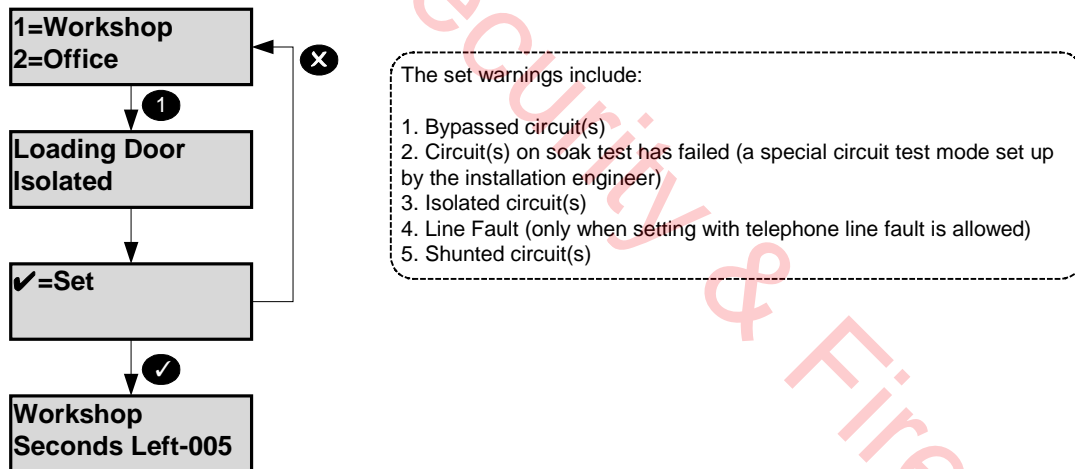 1=Workshop
2=Office
✖
1
Loading Door
Isolated
✔=Set
✓
Workshop
Seconds Left-005
The set warnings include:
1. Bypassed circuit(s)
2. Circuit(s) on soak test has failed (a special circuit test mode set up
by the installation engineer)
3. Isolated circuit(s)
4. Line Fault (only when setting with telephone line fault is allowed)
5. Shunted circuit(s)
ecurity & Fire